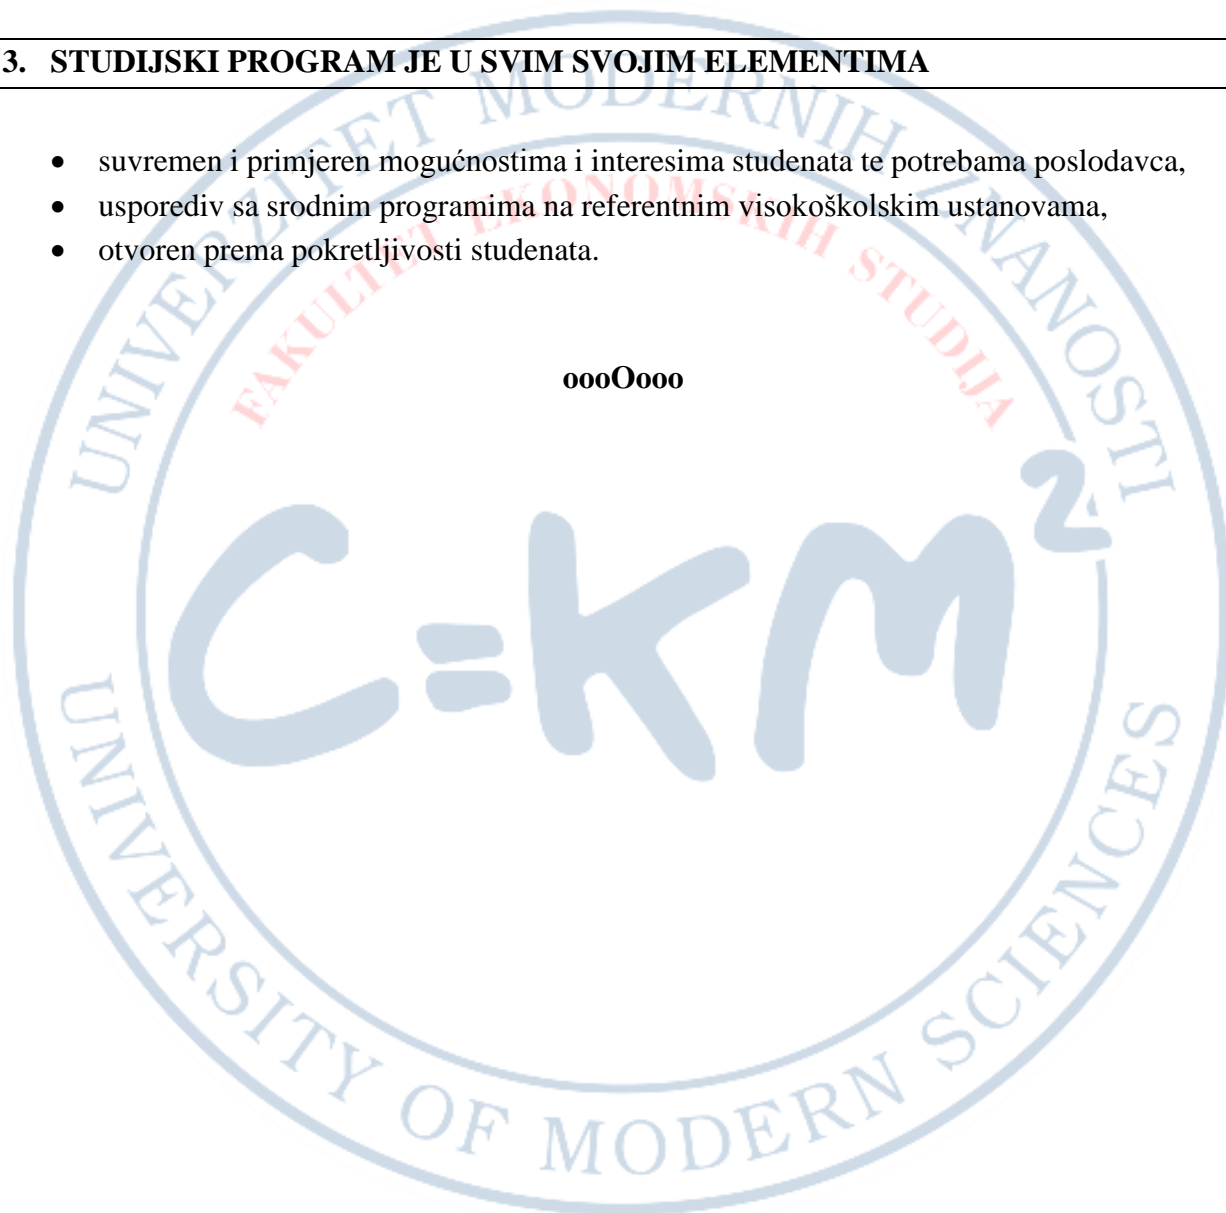 3. STUDIJSKI PROGRAM JE U SVIM SVOJIM ELEMENTIMA
• suvremen i primjeren mogućnostima i interesima studenata te potrebama poslodavca,
• usporediv sa srodnim programima na referentnim visokoškolskim ustanovama,
• otvoren prema pokretljivosti studenata.
oooOooo
UNIVERZITET MODERNIH ZNANOSTI
FAKULTET EKONOMSKIH STUDIJA
C=KM²
UNIVERSITY OF MODERN SCIENCES